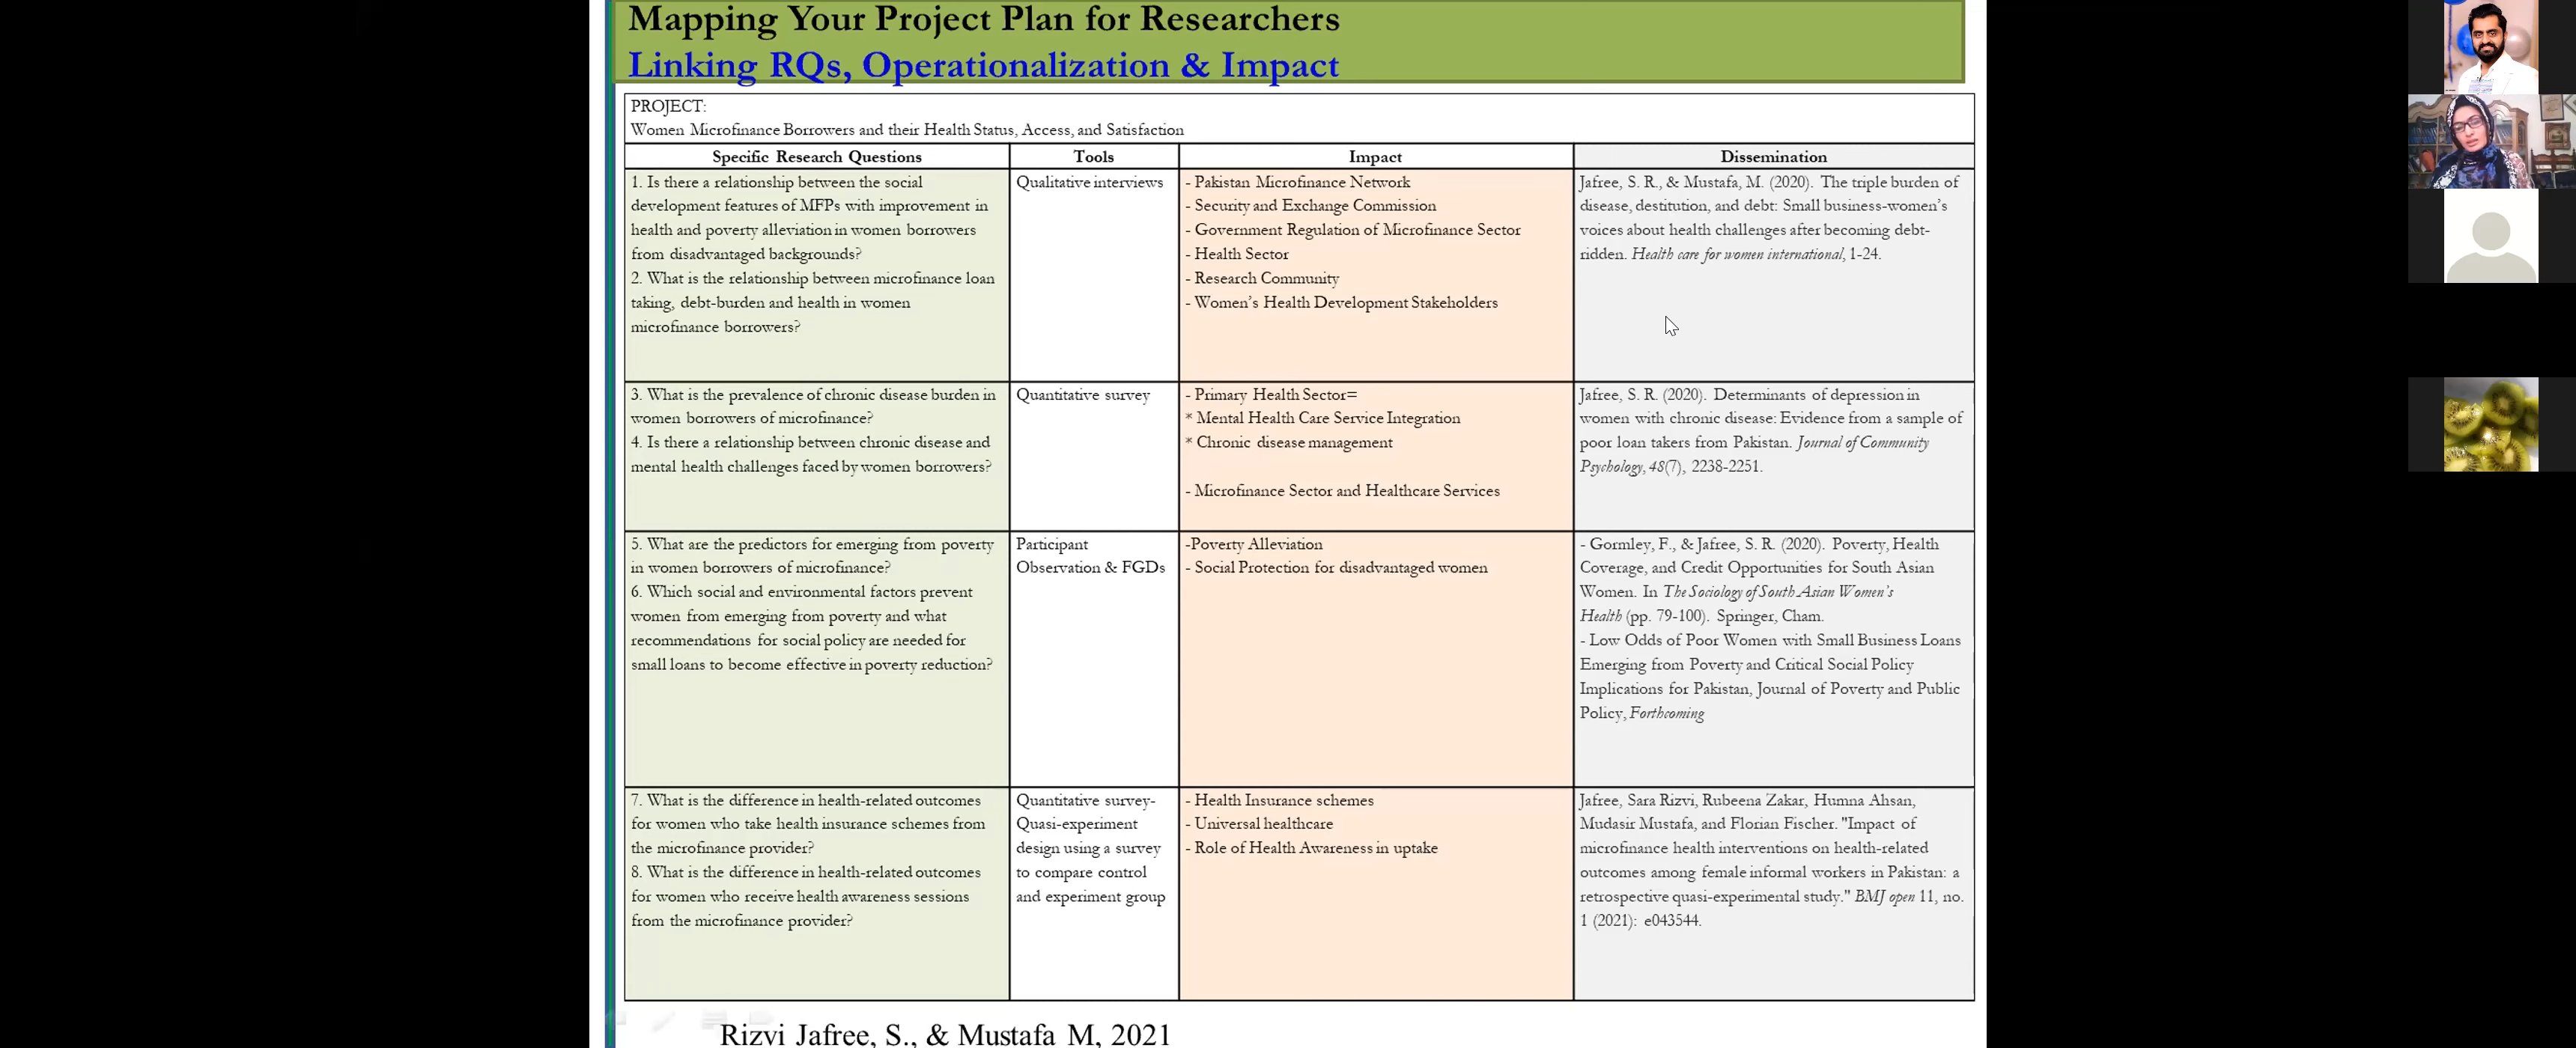 Mapping Your Project Plan for Researchers
Linking RQs, Operationalization & Impact
PROJECT:
Women Microfinance Borrowers and their Health Status, Access, and Satisfaction
Specific Research Questions
Tools
Impact
Dissemination
1. Is there a relationship between the social
development features of MFPs with improvement in
health and poverty alleviation in women borrowers
from disadvantaged backgrounds?
2. What is the relationship between microfinance loan
taking, debt-burden and health in women
microfinance borrowers?
Qualitative interviews
- Pakistan Microfinance Network
- Security and Exchange Commission
- Government Regulation of Microfinance Sector
- Health Sector
- Research Community
- Women's Health Development Stakeholders
Jafree, S. R., & Mustafa, M. (2020). The triple burden of
disease, destitution, and debt: Small business-women's
voices about health challenges after becoming debt-
ridden. Health care for women international, 1-24.
3. What is the prevalence of chronic disease burden in
women borrowers of microfinance?
4. Is there a relationship between chronic disease and
mental health challenges faced by women borrowers?
Quantitative survey
- Primary Health Sector=
* Mental Health Care Service Integration
* Chronic disease management
- Microfinance Sector and Healthcare Services
Jafree, S. R. (2020). Determinants of depression in
women with chronic disease: Evidence from a sample of
poor loan takers from Pakistan. Journal of Community
Psychology, 48(7), 2238-2251.
5. What are the predictors for emerging from poverty
in women borrowers of microfinance?
6. Which social and environmental factors prevent
women from emerging from poverty and what
recommendations for social policy are needed for
small loans to become effective in poverty reduction?
Participant
Observation & FGDs
-Poverty Alleviation
- Social Protection for disadvantaged women
- Gormley, F., & Jafree, S. R. (2020). Poverty, Health
Coverage, and Credit Opportunities for South Asian
Women. In The Sociology of South Asian Women's
Health (pp. 79-100). Springer, Cham.
- Low Odds of Poor Women with Small Business Loans
Emerging from Poverty and Critical Social Policy
Implications for Pakistan, Journal of Poverty and Public
Policy, Forthcoming
7. What is the difference in health-related outcomes
for women who take health insurance schemes from
the microfinance provider?
8. What is the difference in health-related outcomes
for women who receive health awareness sessions
from the microfinance provider?
Quantitative survey-
Quasi-experiment
design using a survey
to compare control
and experiment group
- Health Insurance schemes
- Universal healthcare
- Role of Health Awareness in uptake
Jafree, Sara Rizvi, Rubeena Zakar, Humna Ahsan,
Mudasir Mustafa, and Florian Fischer. "Impact of
microfinance health interventions on health-related
outcomes among female informal workers in Pakistan: a
retrospective quasi-experimental study." BMJ open 11, no.
1 (2021): e043544.
Rizvi Jafree, S., & Mustafa M, 2021